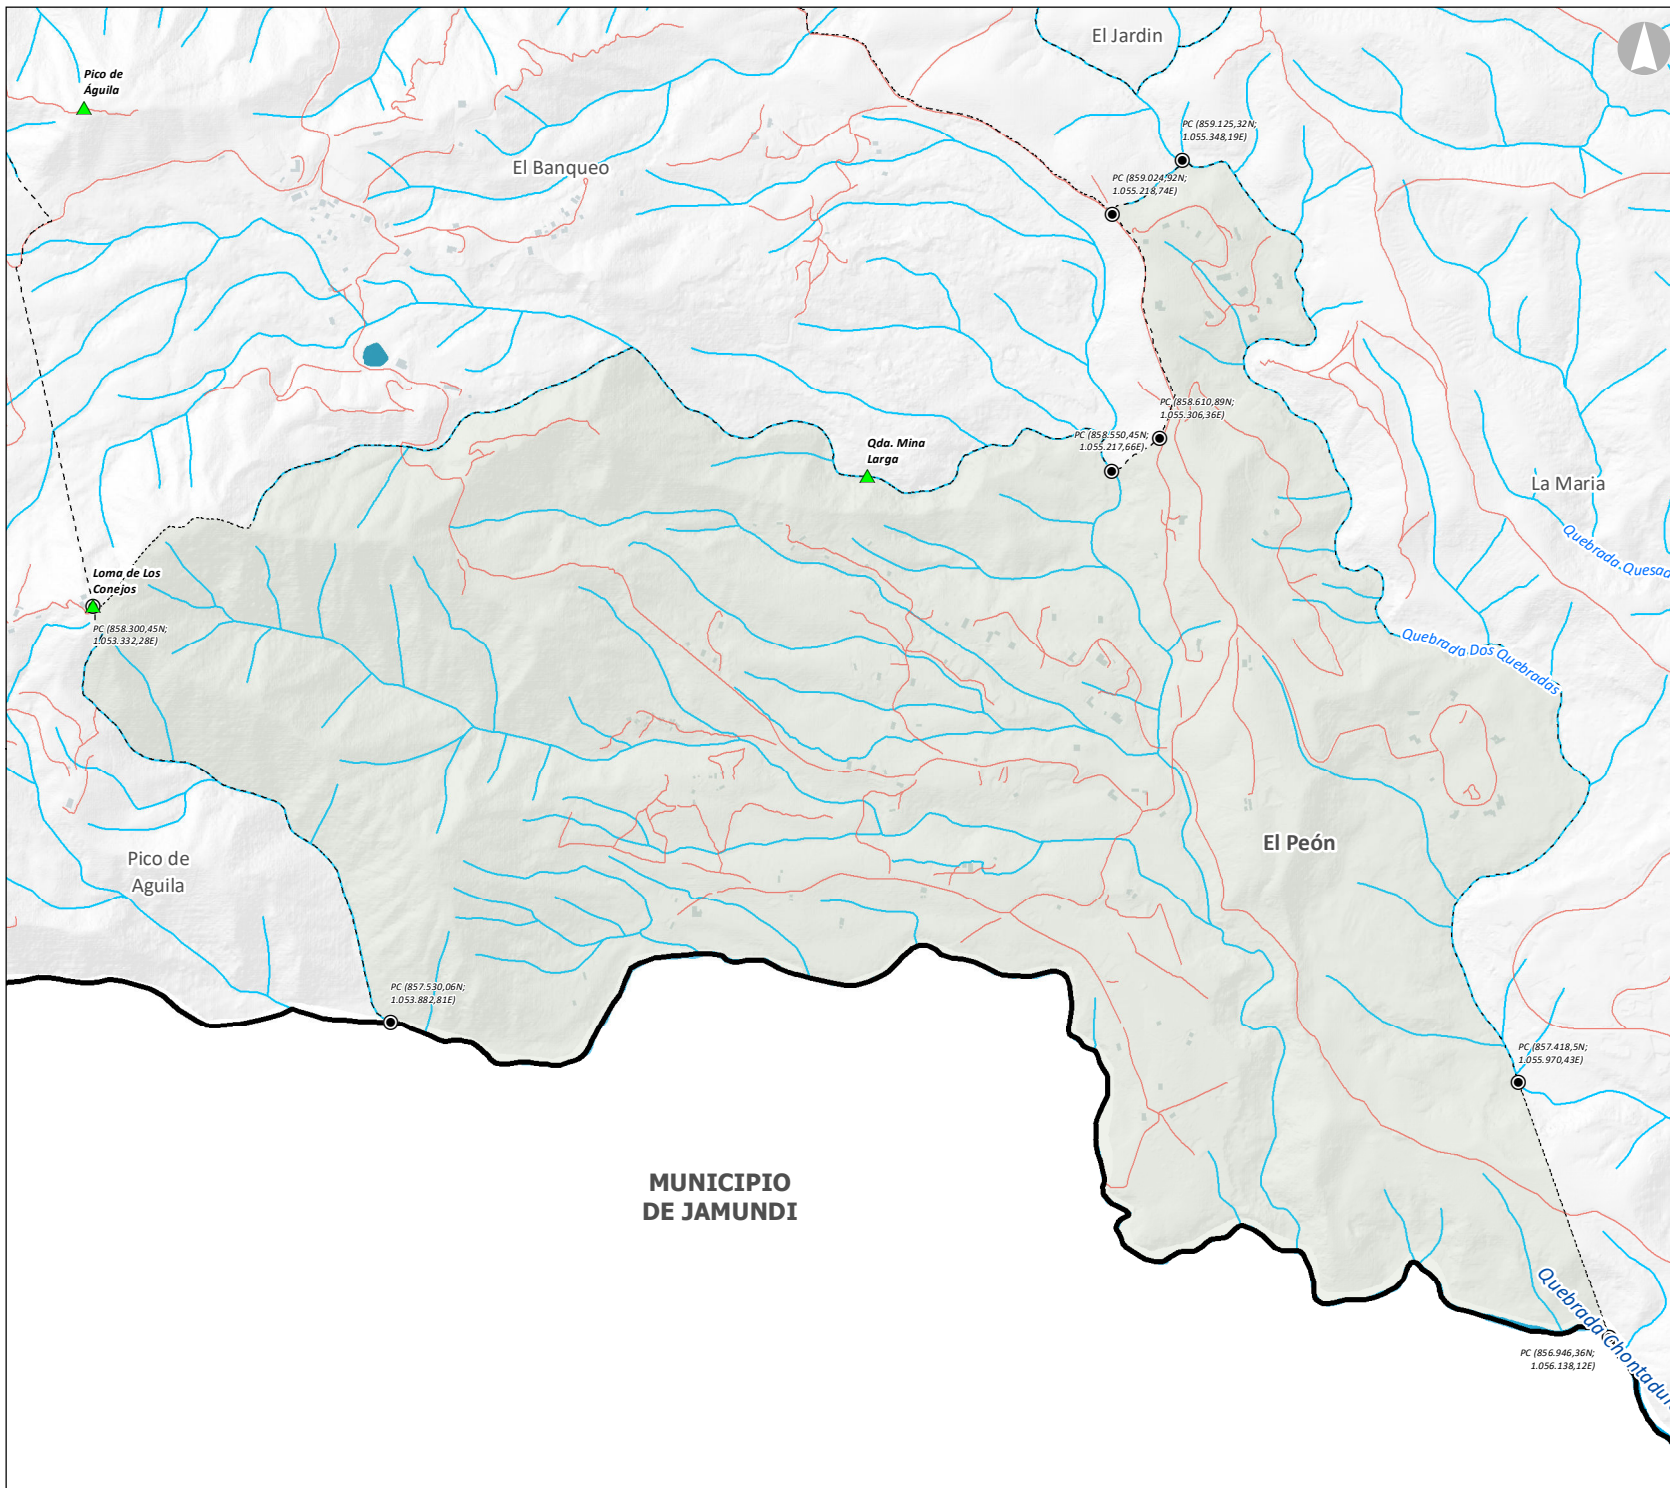 El Jardin
Pico de
Águila
PC (859.125,32N;
1.055.348,19E)
El Banqueo
PC (859.024,92N;
1.055.218,74E)
PC (858.610,89N;
1.055.306,36E)
PC (858.550,45N;
1.055.217,66E)
Qda. Mina
Larga
La Maria
Quebrada Quesad
Loma de Los
Conejos
PC (858.300,45N;
1.053.332,28E)
Quebrada Dos Quebradas
El Peón
Pico de
Aguila
PC (857.530,06N;
1.053.882,81E)
PC (857.418,5N;
1.055.970,43E)
MUNICIPIO
DE JAMUNDI
Quebrada Chontadur
PC (856.946,36N;
1.056.138,12E)